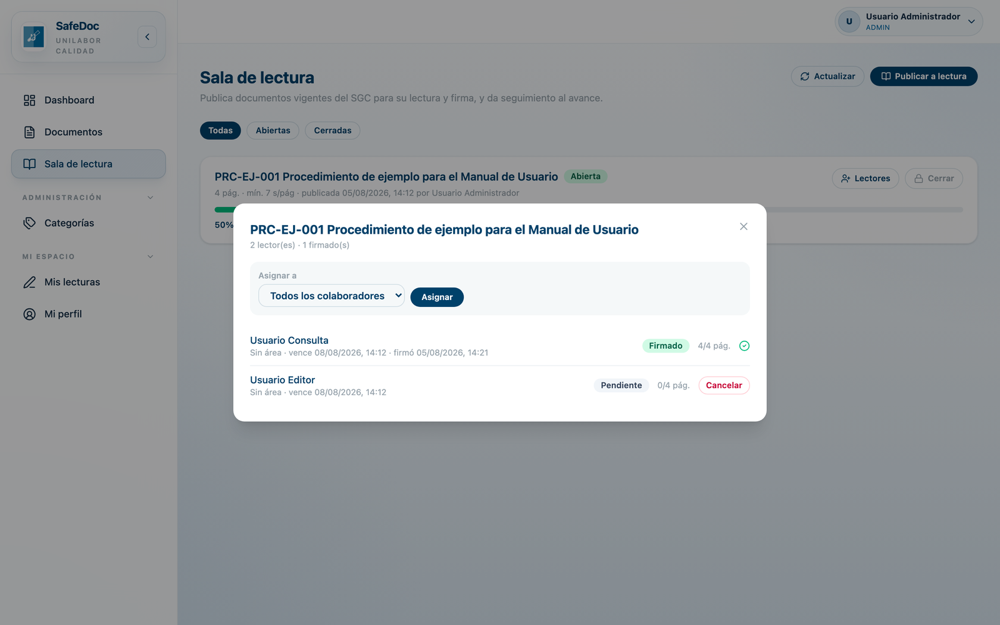 SafeDoc
UNILABOR
CALIDAD
U
Usuario Administrador
ADMIN
Dashboard
Documentos
Sala de lectura
ADMINISTRACIÓN
Categorías
MI ESPACIO
Mis lecturas
Mi perfil
Sala de lectura
Publica documentos vigentes del SGC para su lectura y firma, y da seguimiento al avance.
Actualizar
Publicar a lectura
Todas
Abiertas
Cerradas
PRC-EJ-001 Procedimiento de ejemplo para el Manual de Usuario
Abierta
4 pág. · mín. 7 s/pág · publicada 05/08/2026, 14:12 por Usuario Administrador
Lectores
Cerrar
50%
PRC-EJ-001 Procedimiento de ejemplo para el Manual de Usuario
2 lector(es) · 1 firmado(s)
Asignar a
Todos los colaboradores
Asignar
Usuario Consulta
Sin área · vence 08/08/2026, 14:12 · firmó 05/08/2026, 14:21
Firmado
4/4 pág.
Usuario Editor
Sin área · vence 08/08/2026, 14:12
Pendiente
0/4 pág.
Cancelar